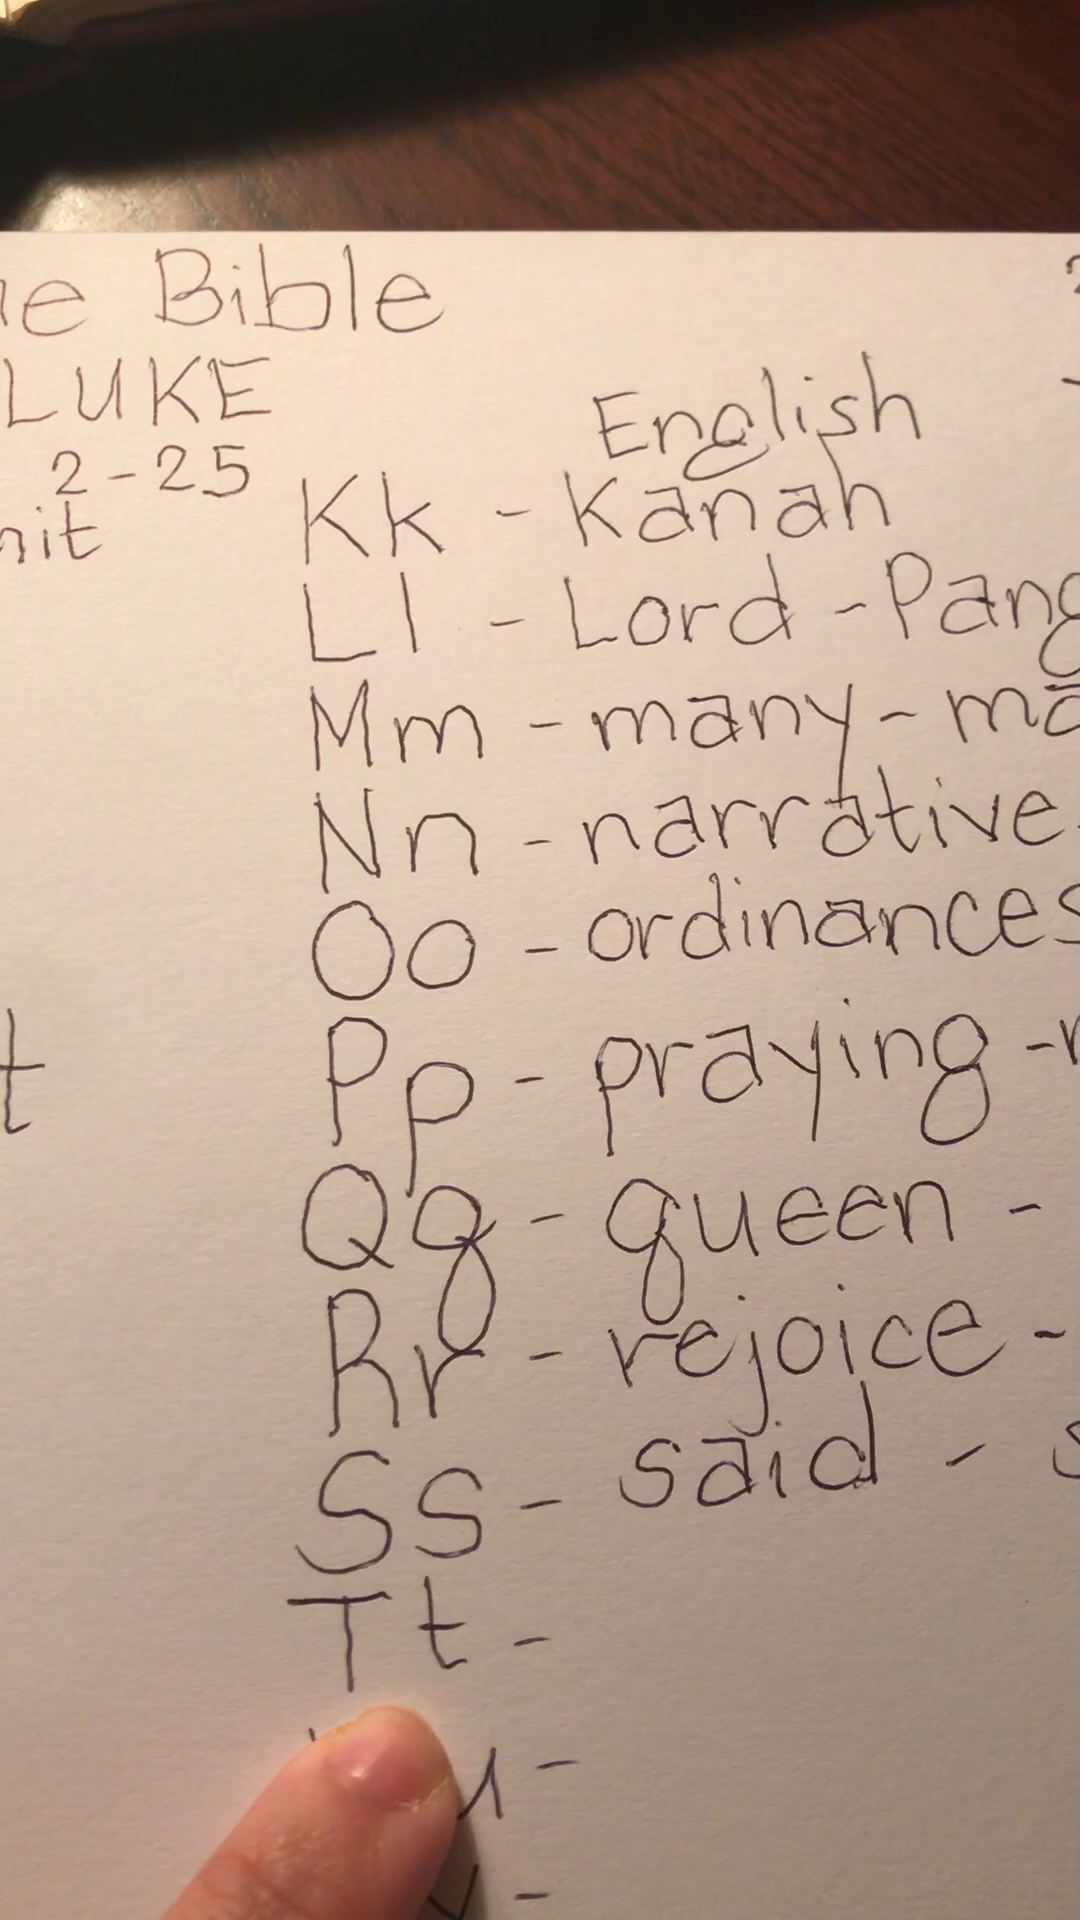 Bible
LUKE
2-25
English
Kk - Kanah
Ll - Lord -
Mm - many -
Nn - narrative
Oo - ordinances
Pp - praying -
Qq - queen -
Rr - rejoice -
Ss - said -
Tt -